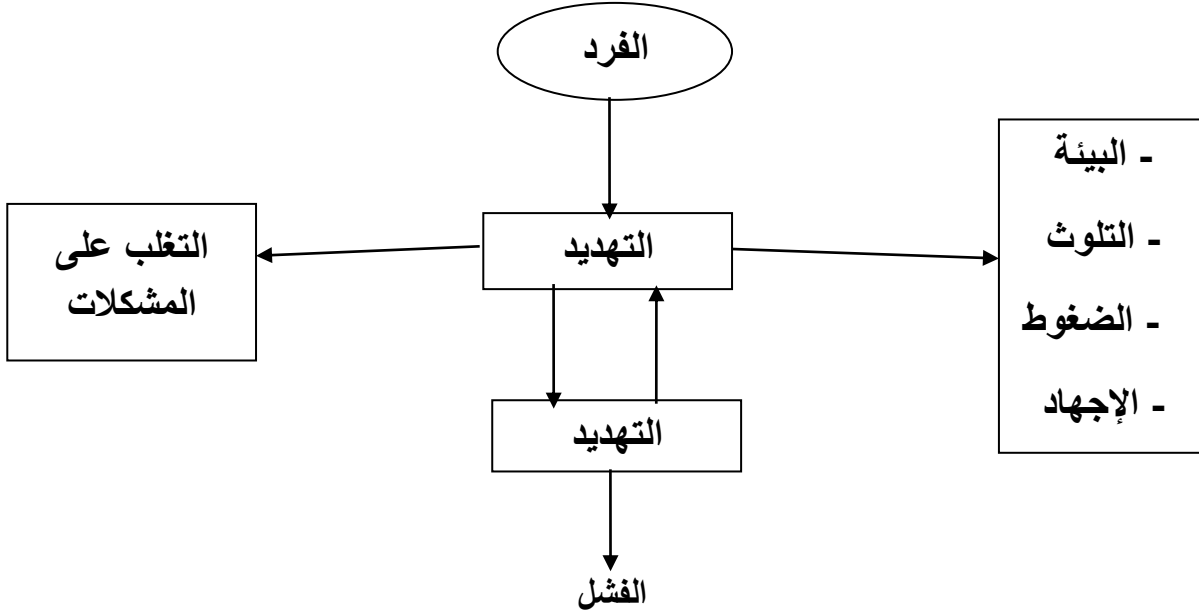 الفرد
- البيئة
- التلوث
- الضغوط
- الإجهاد
التهديد
التغلب على
المشكلات
التهديد
الفشل